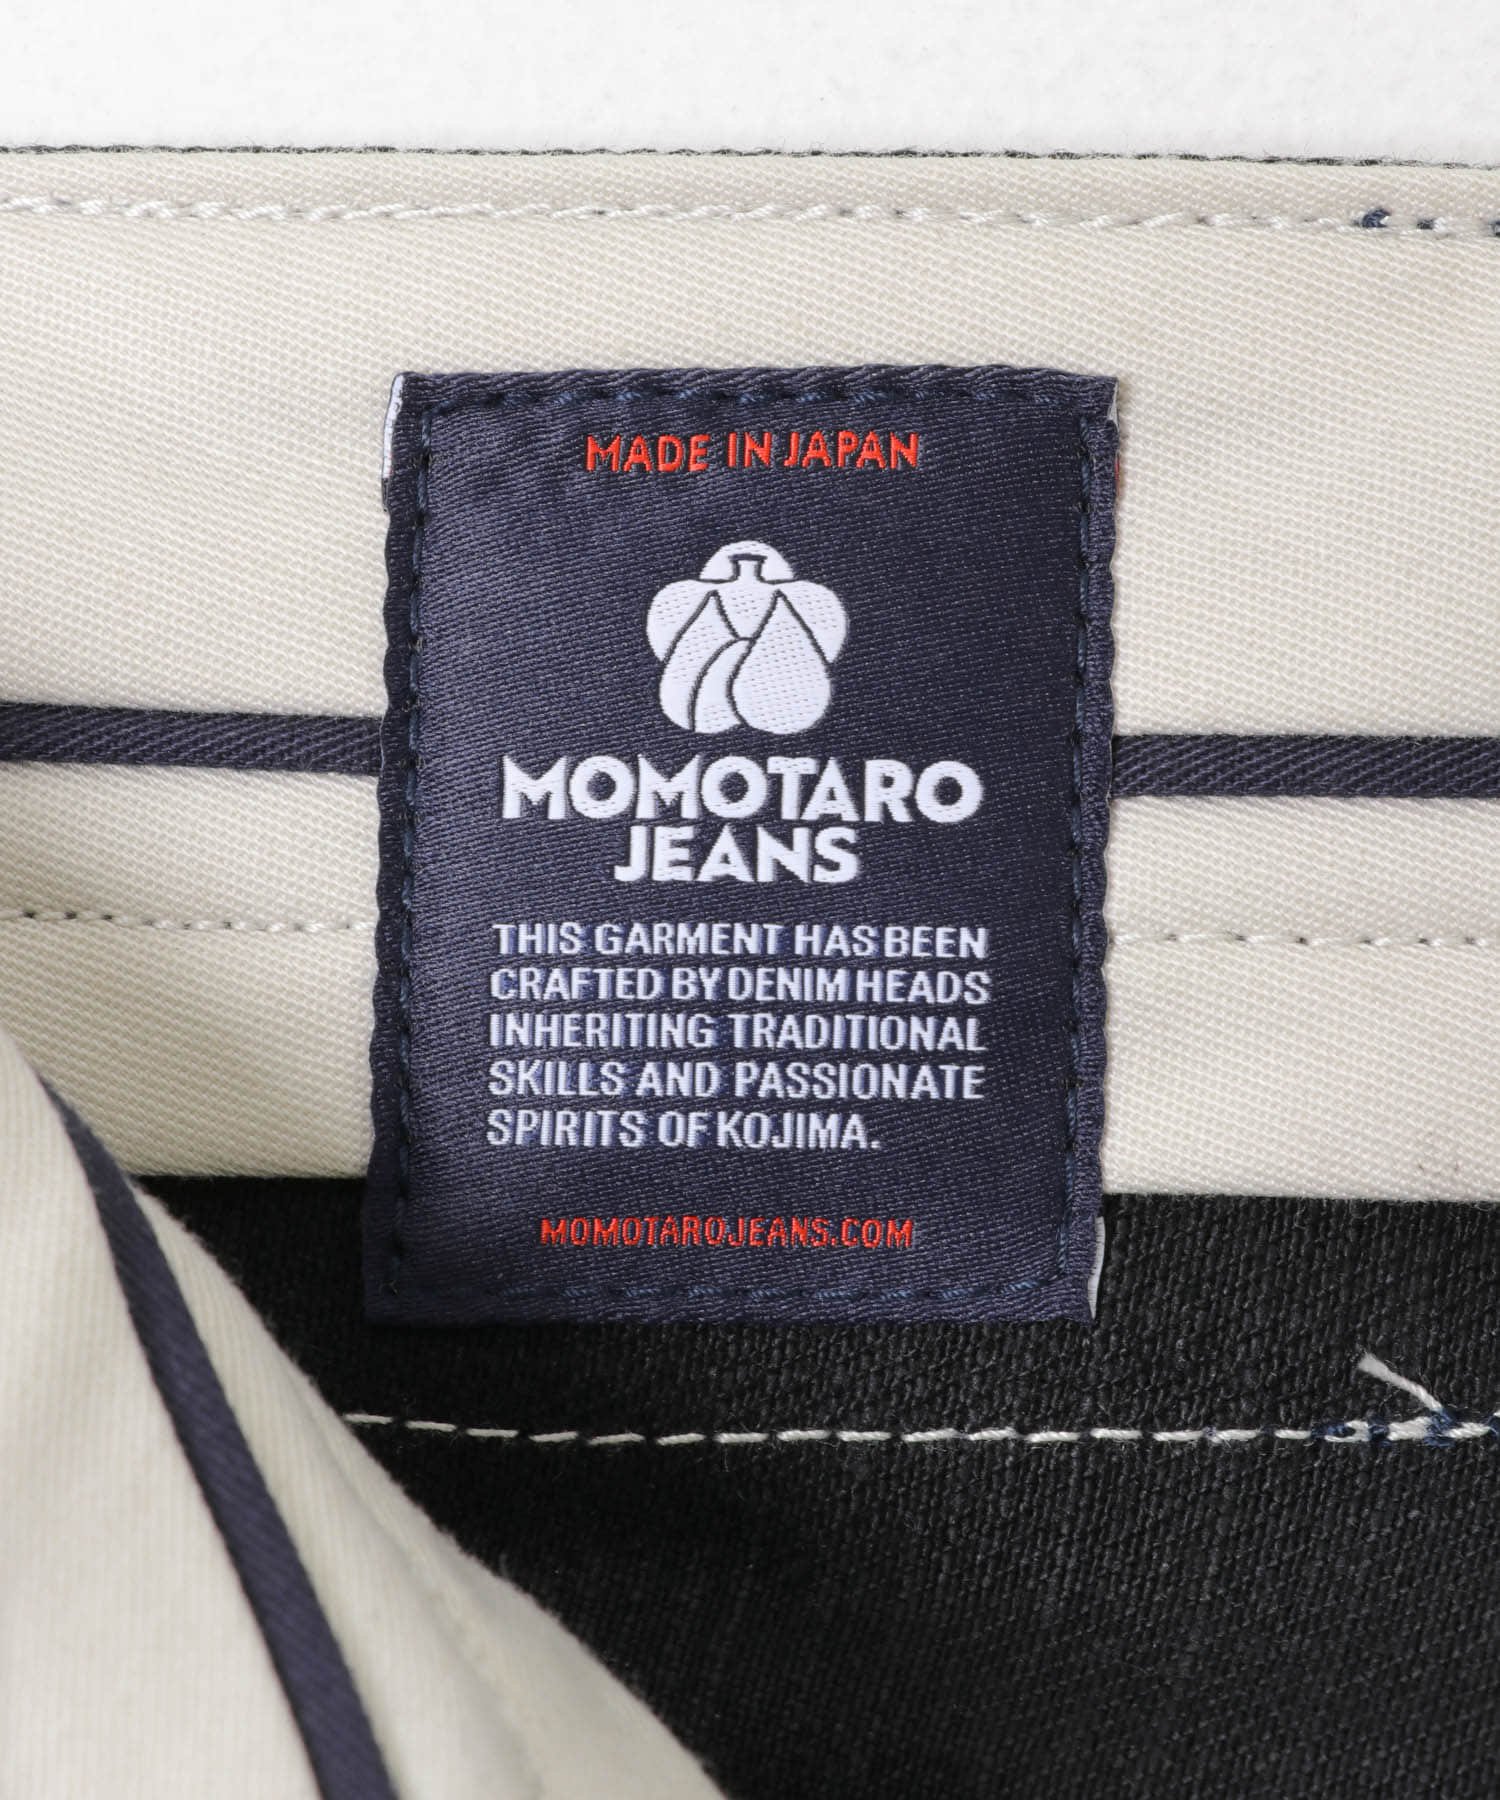 MADE IN JAPAN
MOMOTARO
JEANS
THIS GARMENT HAS BEEN
CRAFTED BY DENIM HEADS
INHERITING TRADITIONAL
SKILLS AND PASSIONATE
SPIRITS OF KOJIMA.
MOMOTAROJEANS.COM